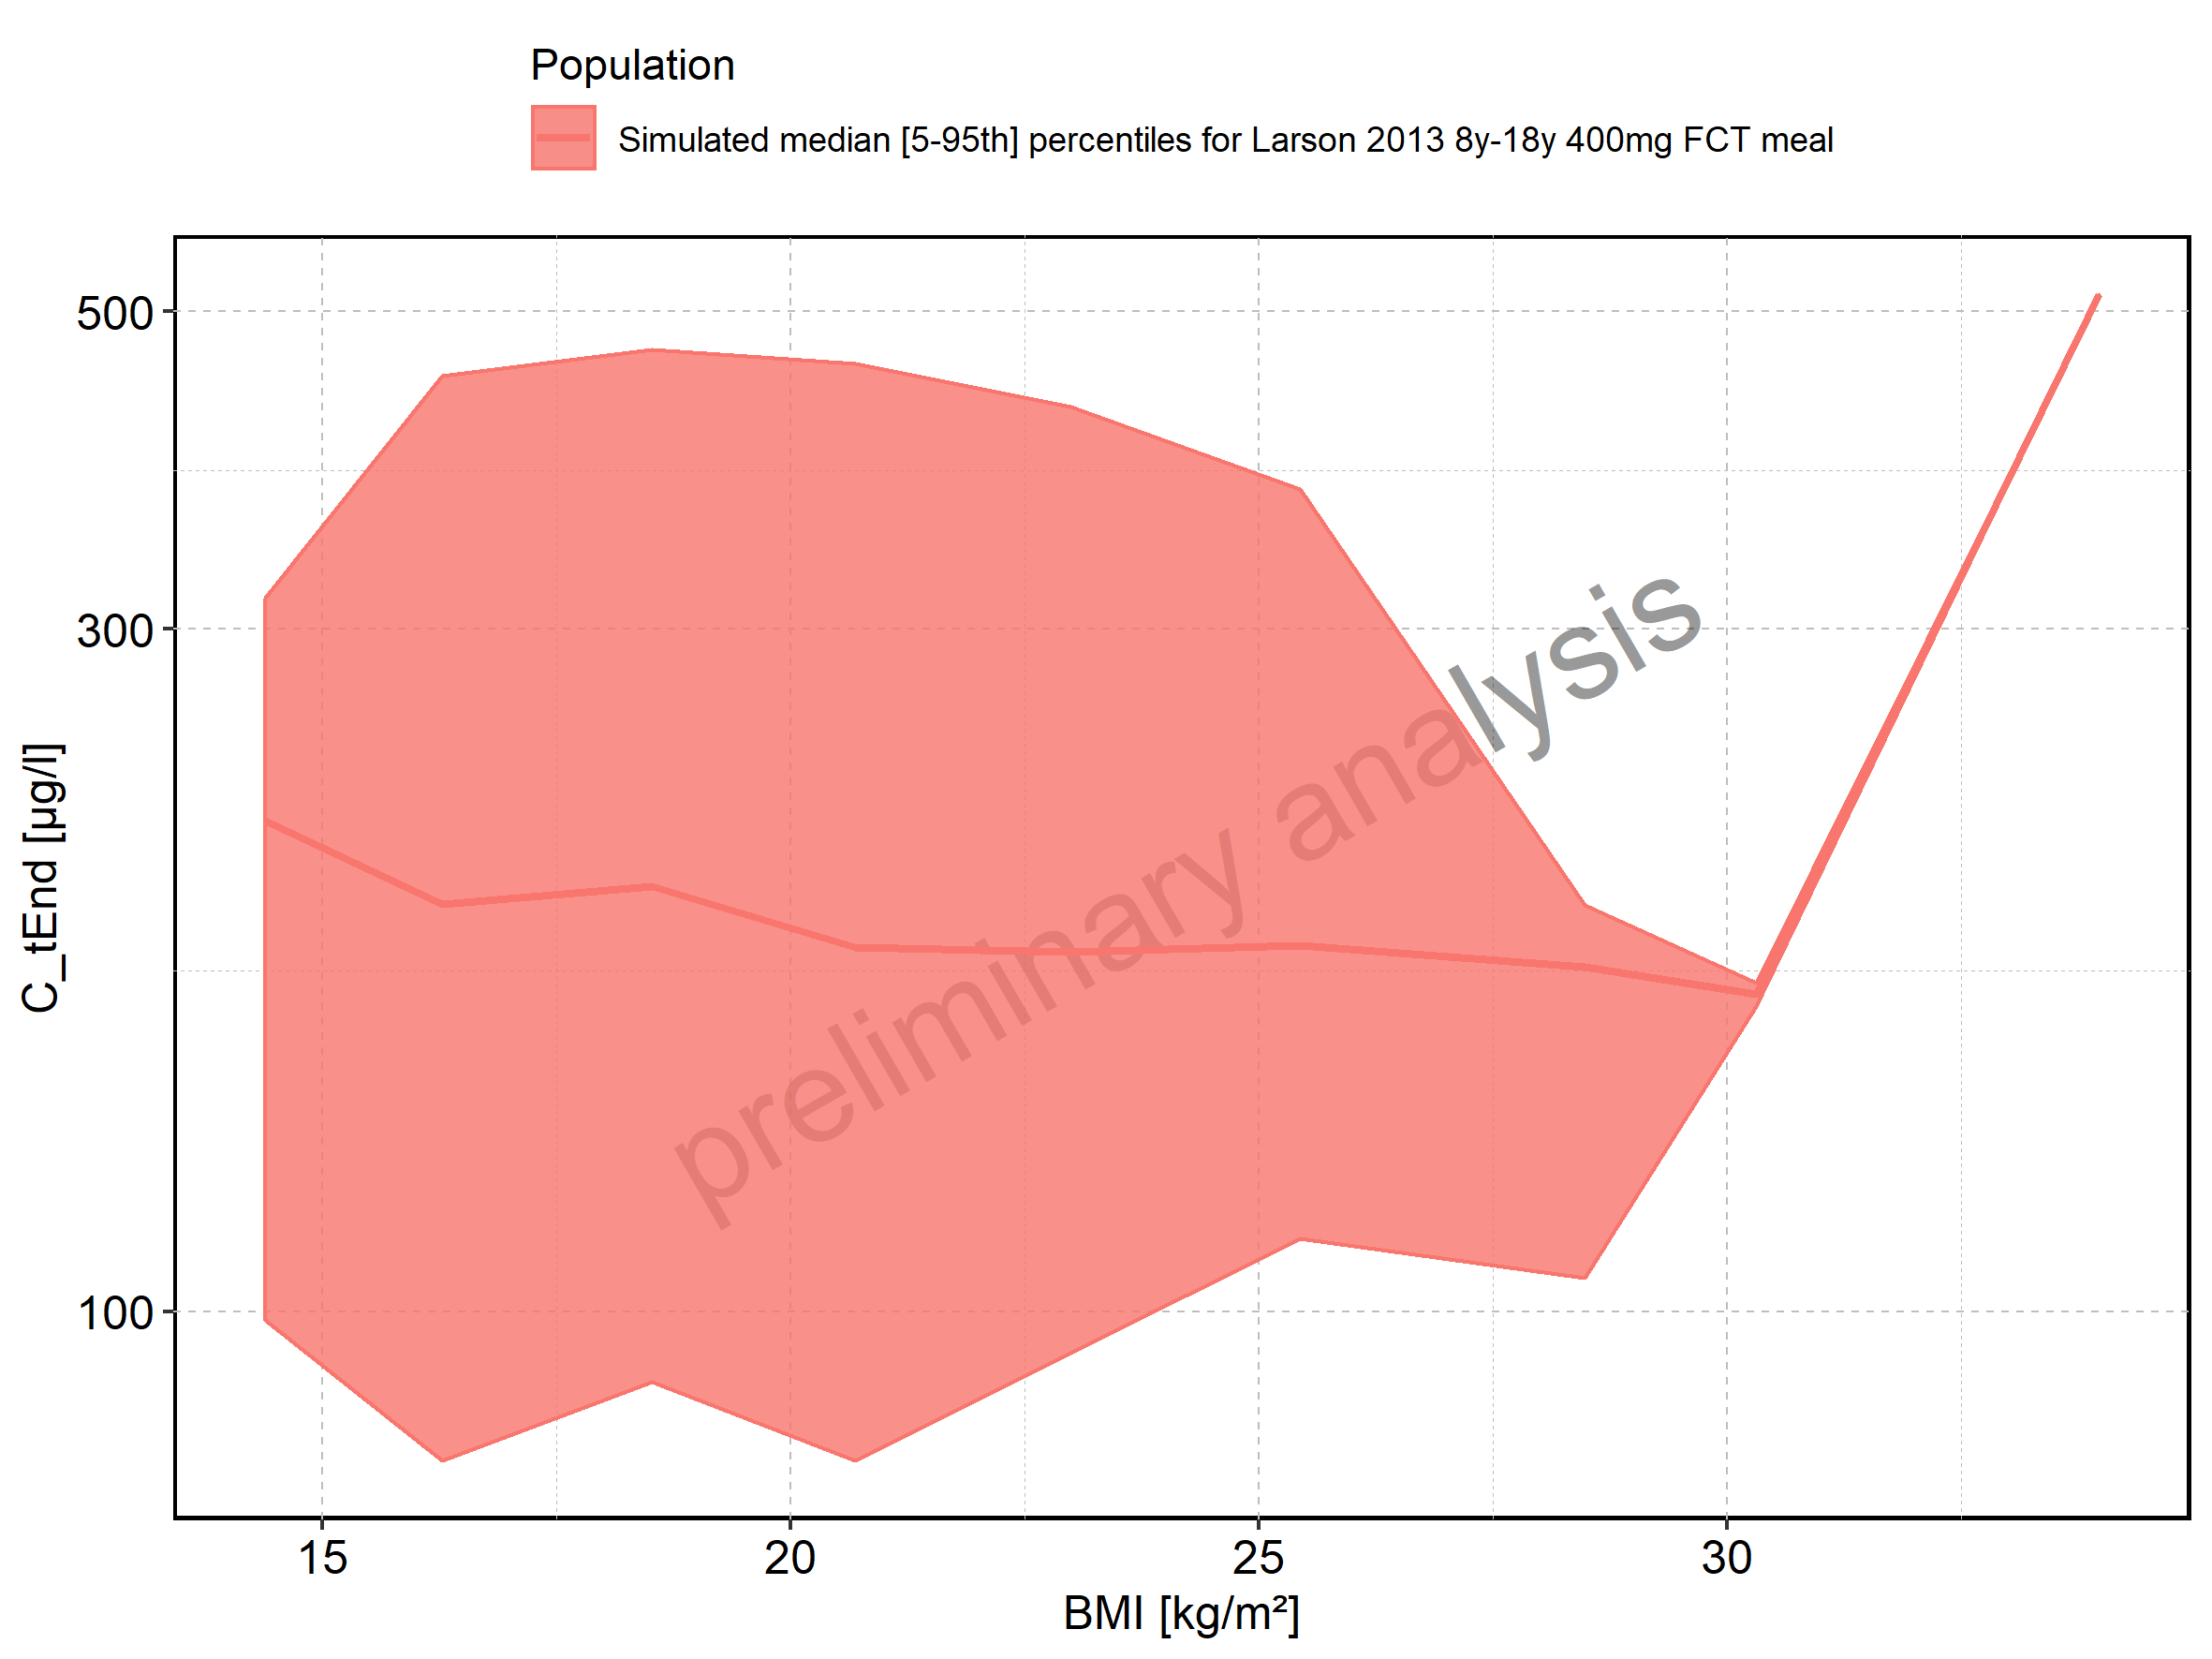 Population
Simulated median [5-95th] percentiles for Larson 2013 8y-18y 400mg FCT meal
500
300
100
C_tEnd [µg/l]
preliminary analysis
15 20 25 30
BMI [kg/m²]